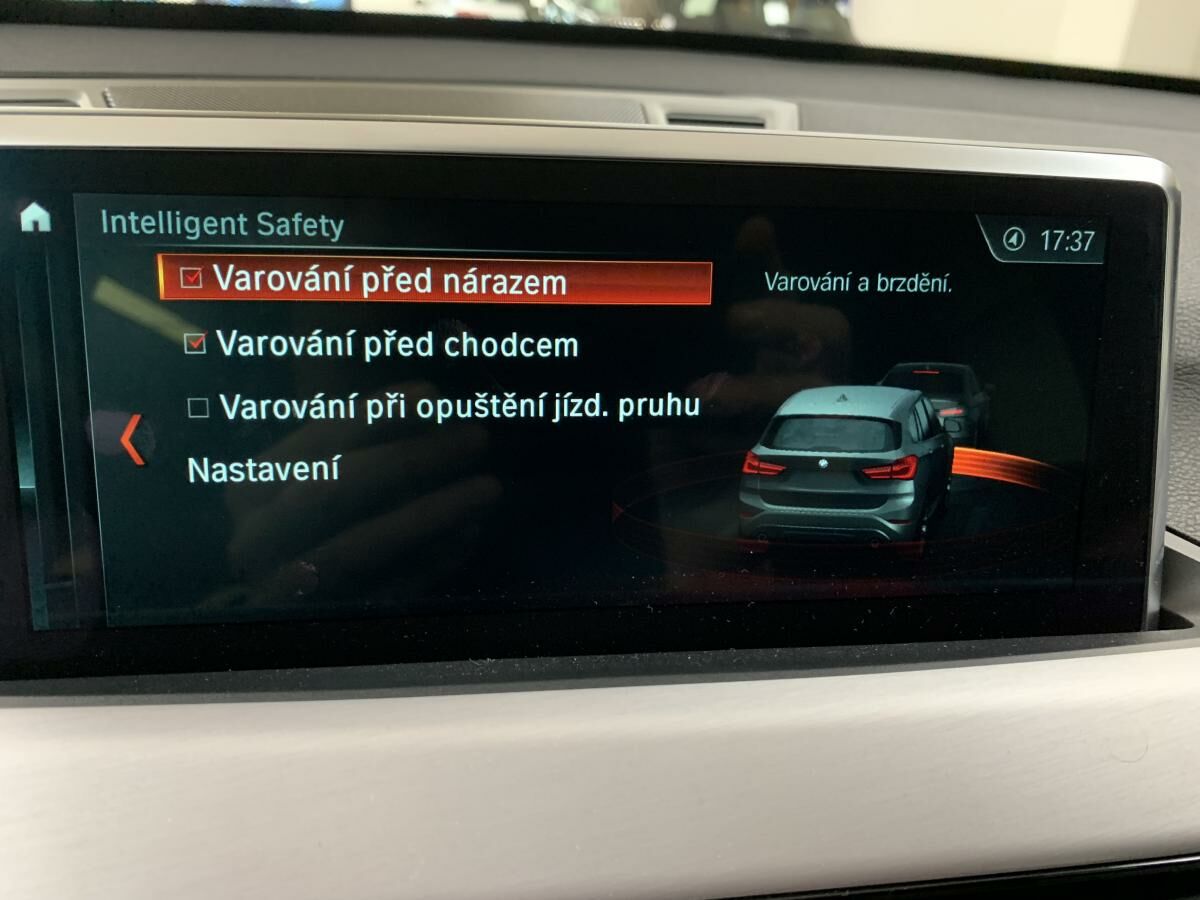 Intelligent Safety
17:37
Varování před nárazem
Varování a brzdění.
Varování před chodcem
Varování při opuštění jízd. pruhu
Nastavení